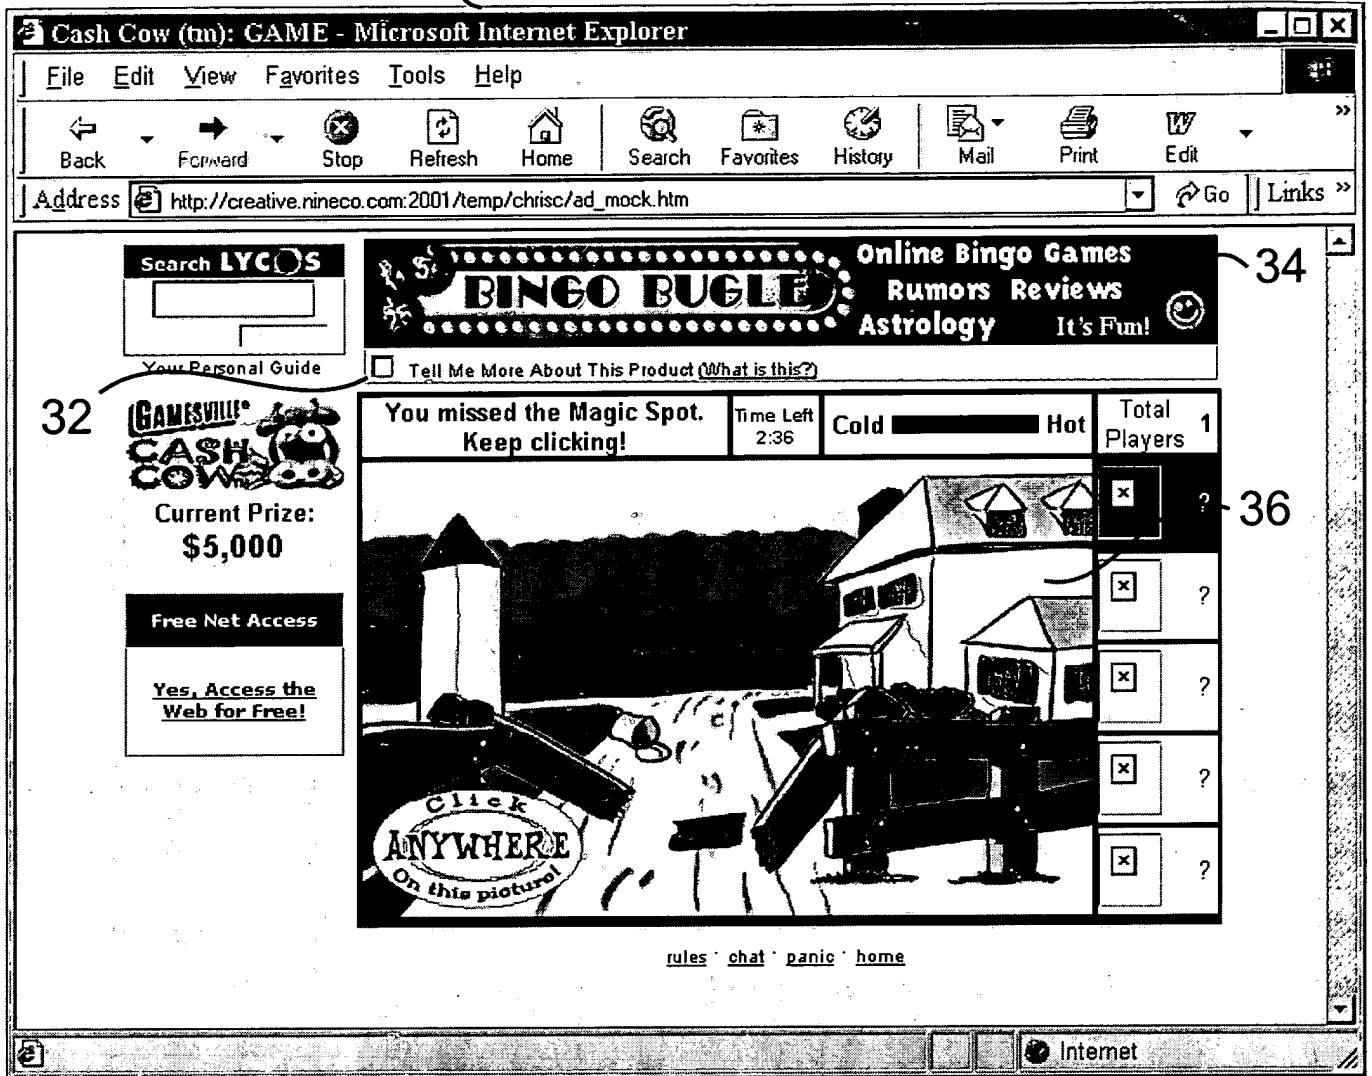 Cash Cow (tm): GAME - Microsoft Internet Explorer
File Edit View Favorites Tools Help
Back Forward Stop Refresh Home Search Favorites History Mail Print Edit
Address http://creative.nineco.com:2001/temp/chrisc/ad_mock.htm Go Links »
Search LYCOS
Your Personal Guide
BINGO BUGLE
Online Bingo Games
Rumors Reviews
Astrology It's Fun!
34
Tell Me More About This Product (What is this?)
32
GAMESVILLE
CASH
COW
Current Prize:
$5,000
Free Net Access
Yes, Access the
Web for Free!
You missed the Magic Spot.
Keep clicking!
Time Left
2:36
Cold Hot
Total
Players 1
?
36
?
?
?
?
Click
ANYWHERE
On this picture!
rules · chat · panic · home
Internet